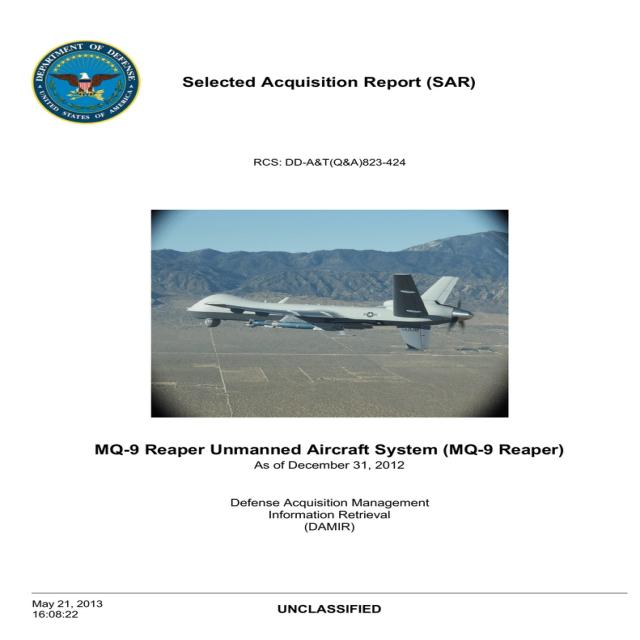 DEPARTMENT OF DEFENSE
UNITED STATES OF AMERICA
Selected Acquisition Report (SAR)
RCS: DD-A&T(Q&A)823-424
MQ-9 Reaper Unmanned Aircraft System (MQ-9 Reaper)
As of December 31, 2012
Defense Acquisition Management
Information Retrieval
(DAMIR)
May 21, 2013
16:08:22
UNCLASSIFIED